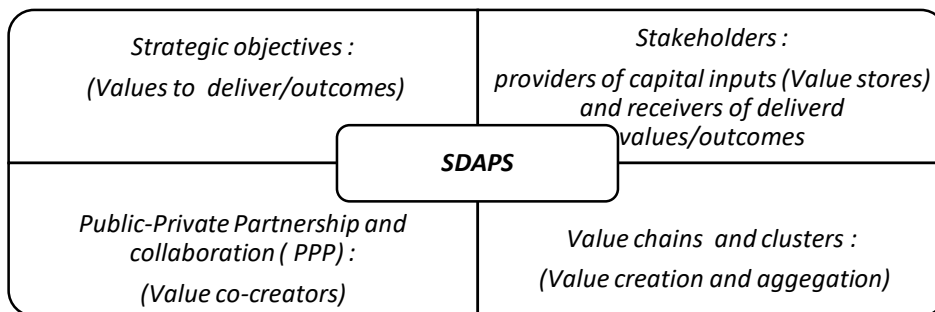 Strategic objectives :
(Values to deliver/outcomes)
Stakeholders :
providers of capital inputs (Value stores)
and receivers of deliverd
values/outcomes
SDAPS
Public-Private Partnership and
collaboration ( PPP) :
(Value co-creators)
Value chains and clusters :
(Value creation and aggegation)